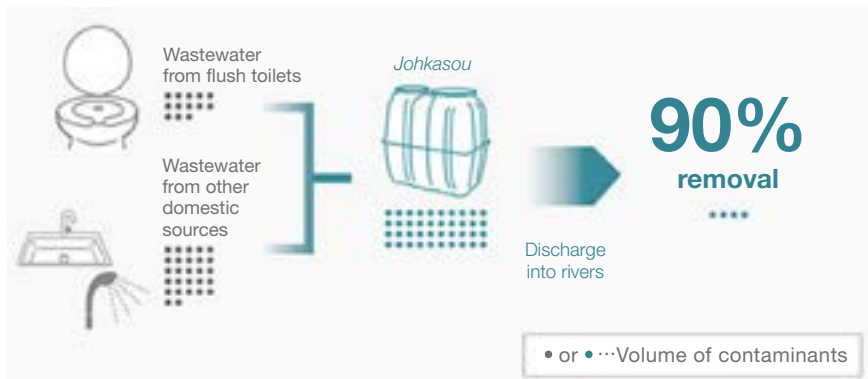 Wastewater
from flush toilets
Wastewater
from other
domestic
sources
Johkasou
Discharge
into rivers
90%
removal
• or • ···Volume of contaminants